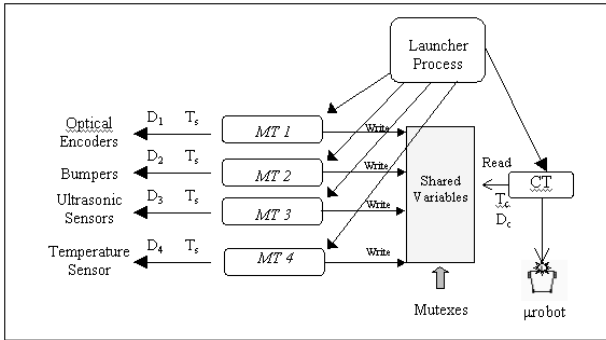 Launcher
Process
Optical
Encoders
D1 Ts
MT 1
Write
Bumpers
D2 Ts
MT 2
Write
Ultrasonic
Sensors
D3 Ts
MT 3
Write
Temperature
Sensor
D4 Ts
MT 4
Write
Shared
Variables
Mutexes
Read
Tc
Dc
CT
µrobot